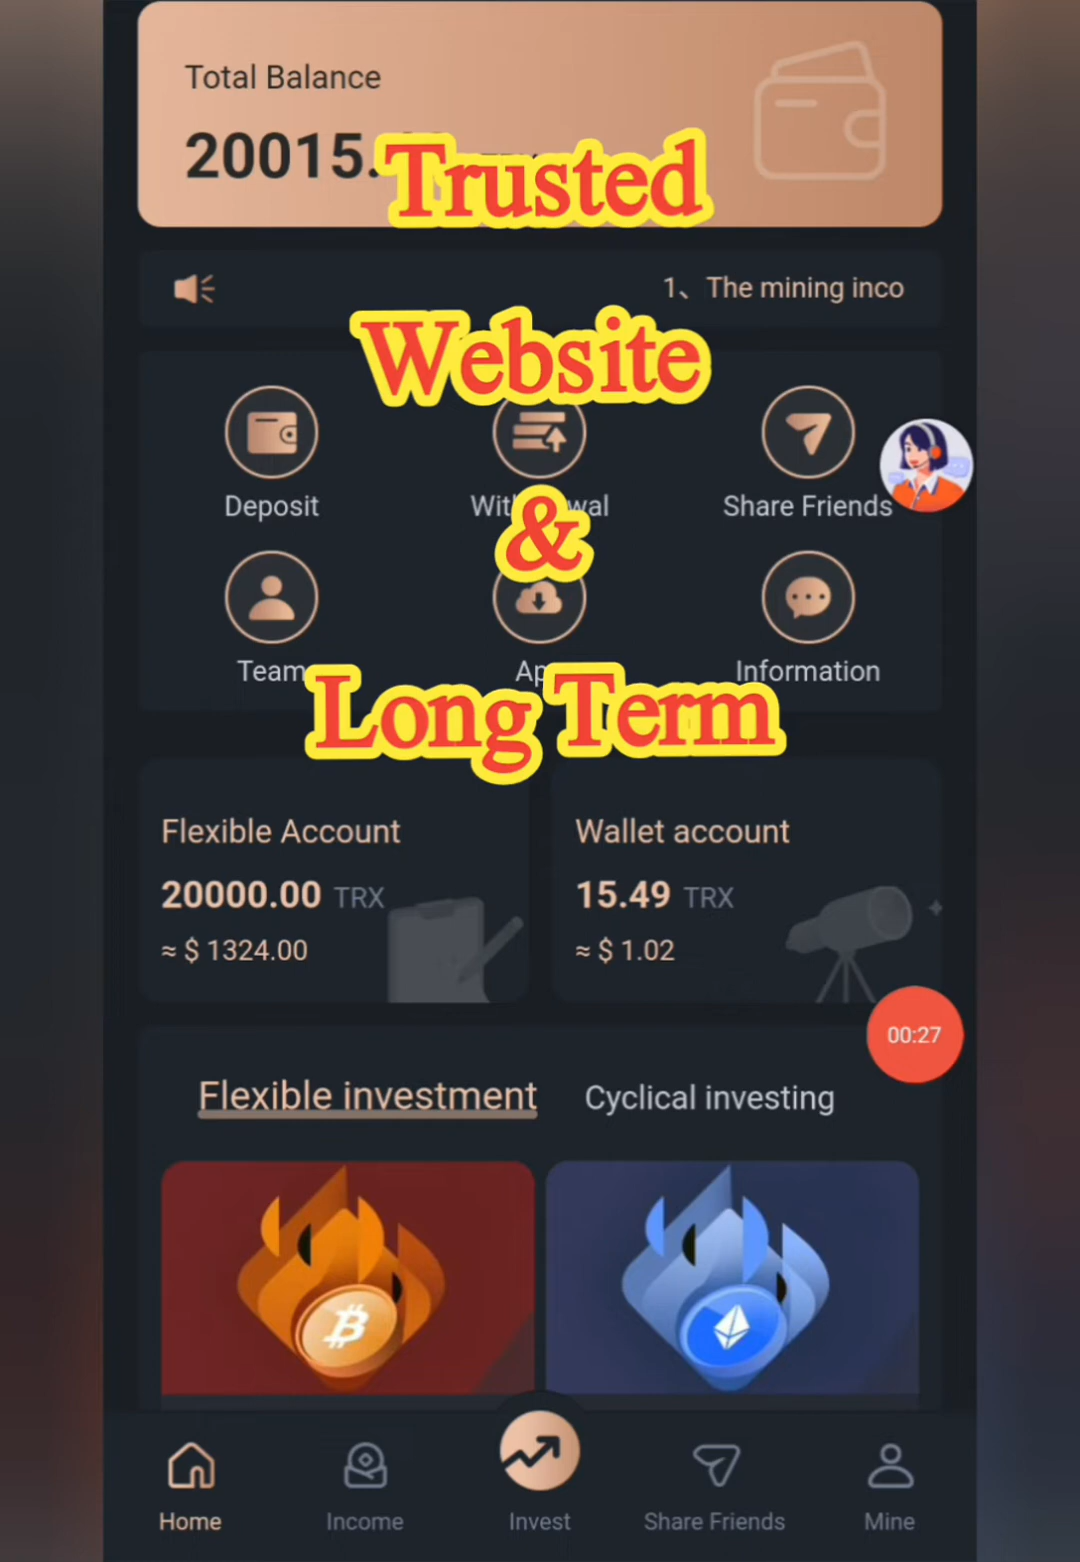 Total Balance
20015.
Trusted
1、 The mining inco
Website
Deposit
Share Friends
&
Team
Information
Long Term
Flexible Account
Wallet account
20000.00 TRX
15.49 TRX
≈ $ 1324.00
≈ $ 1.02
00:27
Flexible investment
Cyclical investing
Home
Income
Invest
Share Friends
Mine